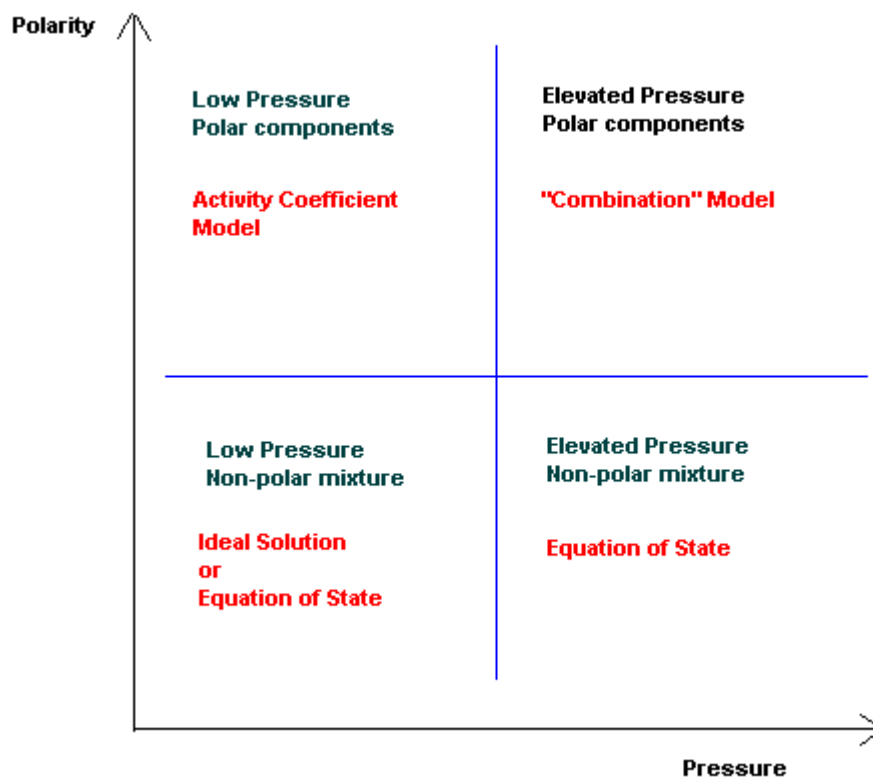 Polarity
Low Pressure
Polar components
Activity Coefficient
Model
Elevated Pressure
Polar components
"Combination" Model
Low Pressure
Non-polar mixture
Ideal Solution
or
Equation of State
Elevated Pressure
Non-polar mixture
Equation of State
Pressure